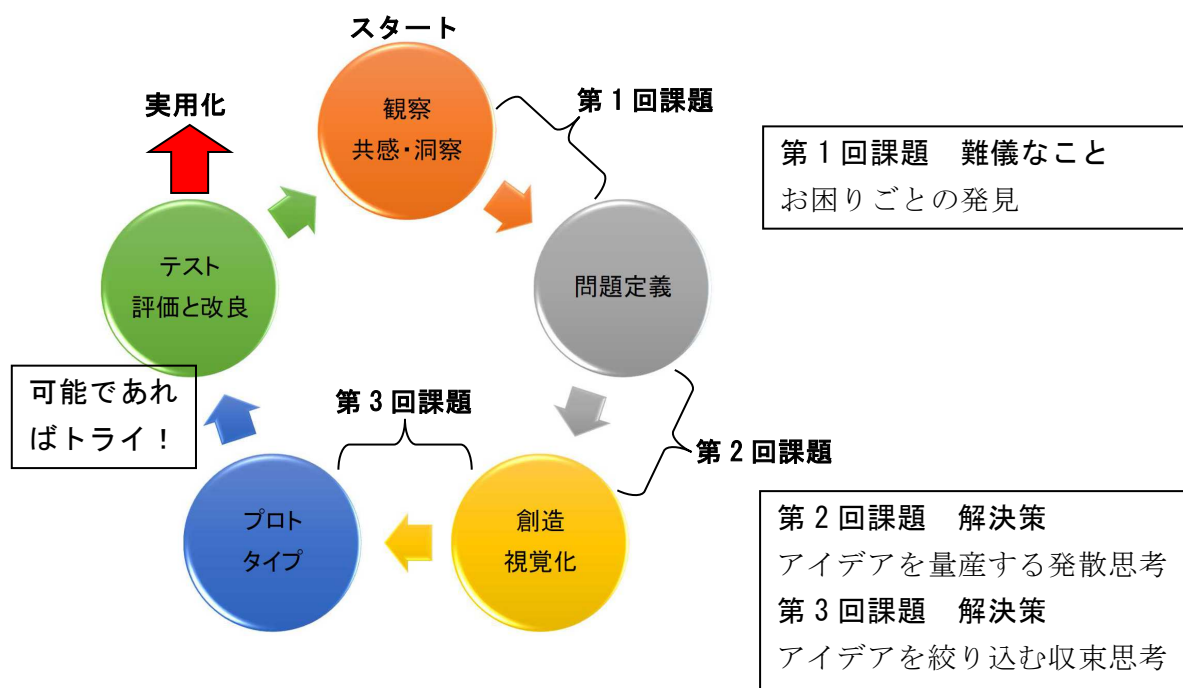 スタート
実用化
観察
共感・洞察
第1回課題
第1回課題　難儀なこと
お困りごとの発見
テスト
評価と改良
問題定義
可能であれ
ばトライ！
第3回課題
第2回課題
プロト
タイプ
創造
視覚化
第2回課題　解決策
アイデアを量産する発散思考
第3回課題　解決策
アイデアを絞り込む収束思考